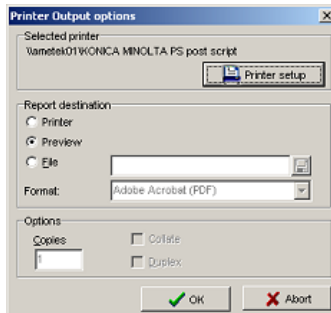 Printer Output options
Selected printer
\\ametek01\KONICA MINOLTA PS post script
Printer setup
Report destination
Printer
Preview
File
Format:
Adobe Acrobat (PDF)
Options
Copies
Collate
1
Duplex
OK
Abort